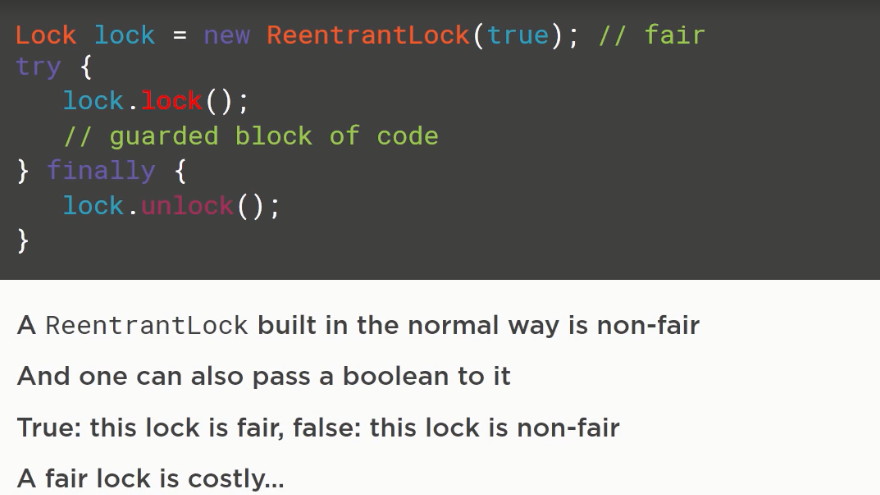 Lock lock = new ReentrantLock(true); // fair
try {
   lock.lock();
   // guarded block of code
} finally {
   lock.unlock();
}
A ReentrantLock built in the normal way is non-fair
And one can also pass a boolean to it
True: this lock is fair, false: this lock is non-fair
A fair lock is costly...